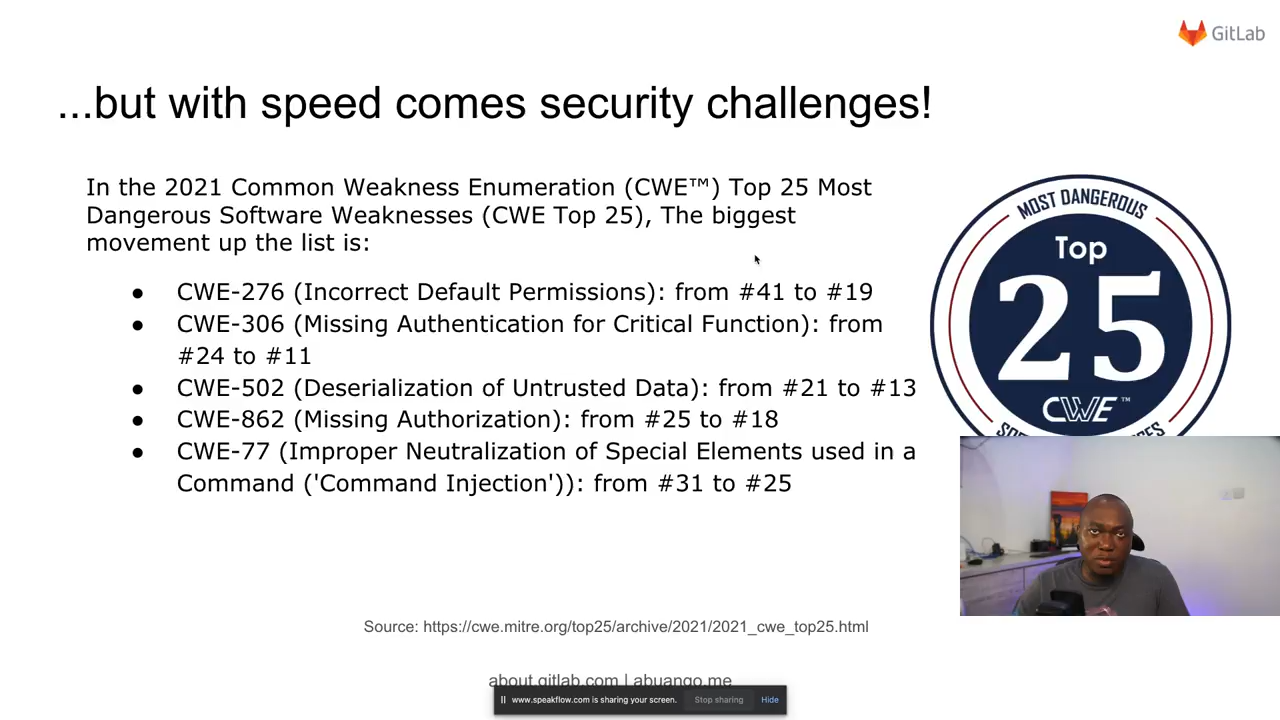 GitLab
...but with speed comes security challenges!
In the 2021 Common Weakness Enumeration (CWE™) Top 25 Most
Dangerous Software Weaknesses (CWE Top 25), The biggest
movement up the list is:
● CWE-276 (Incorrect Default Permissions): from #41 to #19
● CWE-306 (Missing Authentication for Critical Function): from
#24 to #11
● CWE-502 (Deserialization of Untrusted Data): from #21 to #13
● CWE-862 (Missing Authorization): from #25 to #18
● CWE-77 (Improper Neutralization of Special Elements used in a
Command ('Command Injection')): from #31 to #25
MOST DANGEROUS
Top
25
CWE™
Source: https://cwe.mitre.org/top25/archive/2021/2021_cwe_top25.html
about.gitlab.com | abuango.me
www.speakflow.com is sharing your screen. Stop sharing Hide